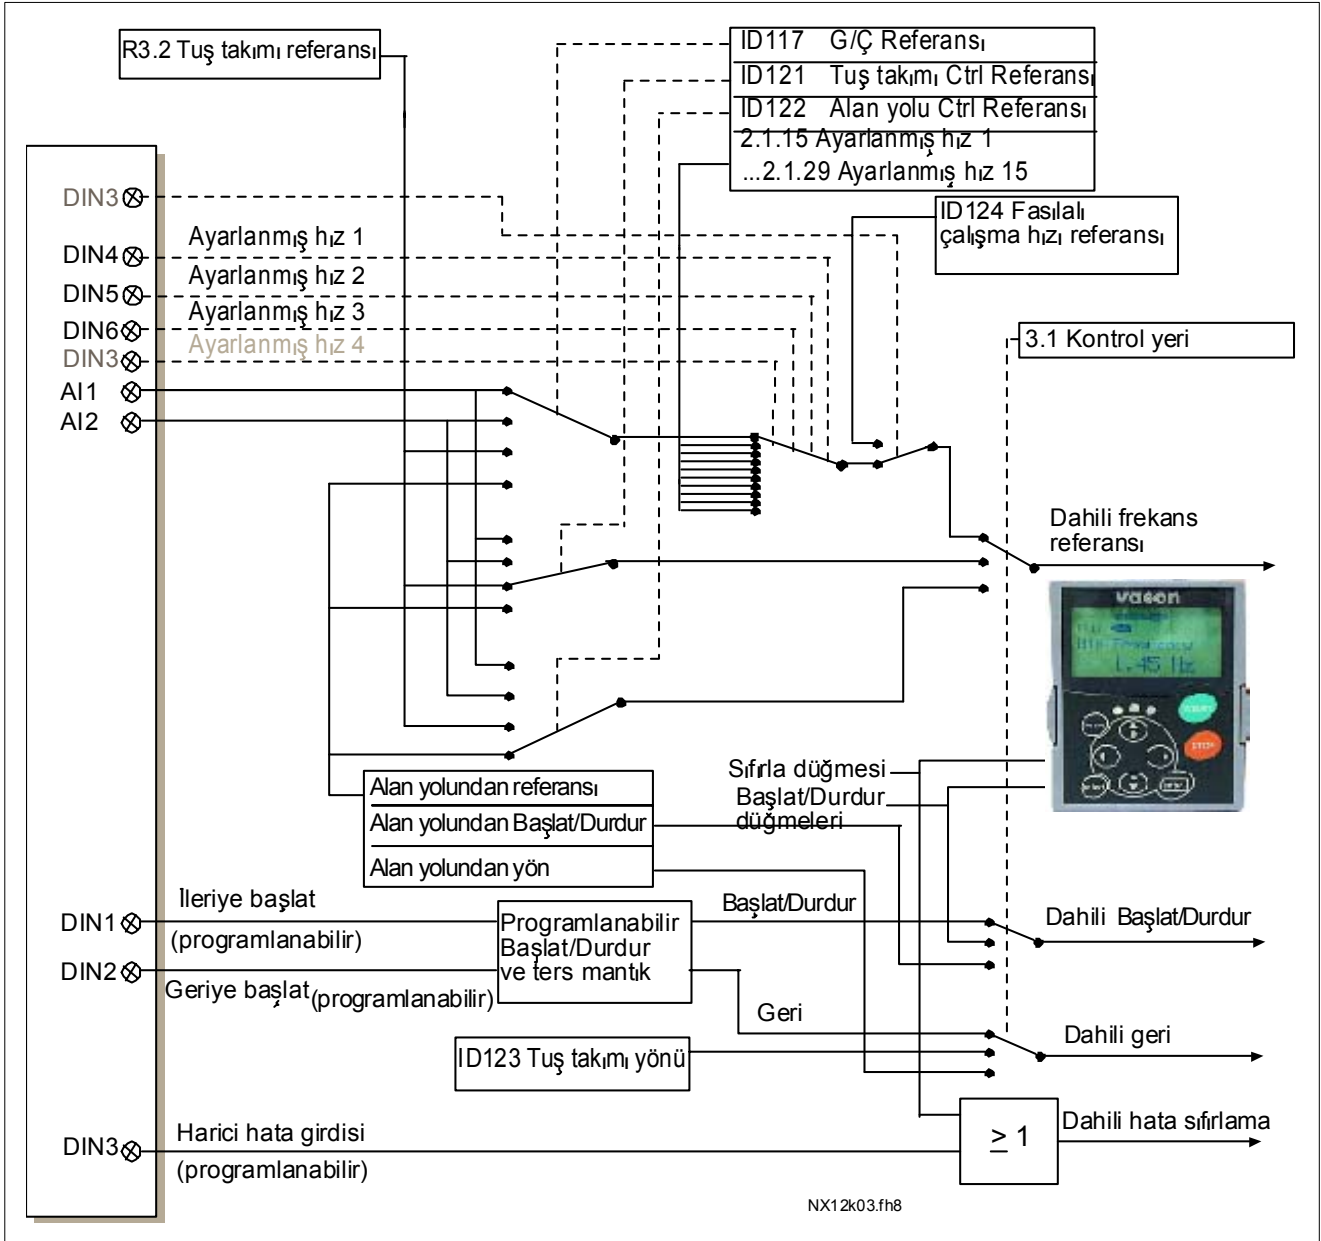 R3.2 Tuş takımı referansı
ID117 G/Ç Referansı
ID121 Tuş takımı Ctrl Referansı
ID122 Alan yolu Ctrl Referansı
2.1.15 Ayarlanmış hız 1
...2.1.29 Ayarlanmış hız 15
ID124 Fasılalı
çalışma hızı referansı
3.1 Kontrol yeri
DIN3
DIN4
Ayarlanmış hız 1
DIN5
Ayarlanmış hız 2
DIN6
Ayarlanmış hız 3
DIN3
Ayarlanmış hız 4
AI1
AI2
Dahili frekans
referansı
vacon
1.45 Hz
STOP
Sıfırla düğmesi
Başlat/Durdur
düğmeleri
Alan yolundan referansı
Alan yolundan Başlat/Durdur
Alan yolundan yön
DIN1
İleriye başlat
(programlanabilir)
DIN2
Geriye başlat (programlanabilir)
Programlanabilir
Başlat/Durdur
ve ters mantık
Başlat/Durdur
Dahili Başlat/Durdur
Geri
Dahili geri
ID123 Tuş takımı yönü
DIN3
Harici hata girdisi
(programlanabilir)
≥ 1
Dahili hata sıfırlama
NX12k03.fh8